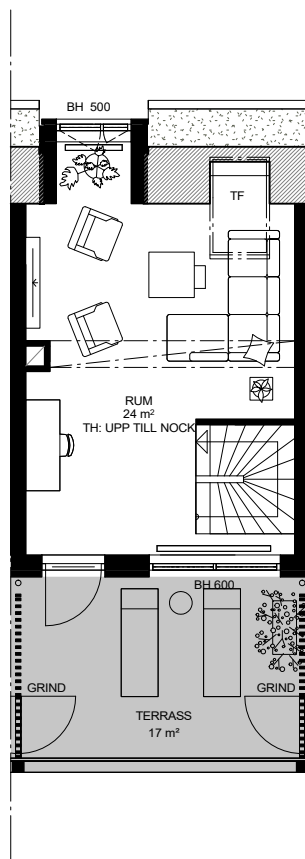 BH 500
TF
RUM
24 m²
TH: UPP TILL NOCK
BH 600
GRIND
GRIND
TERRASS
17 m²